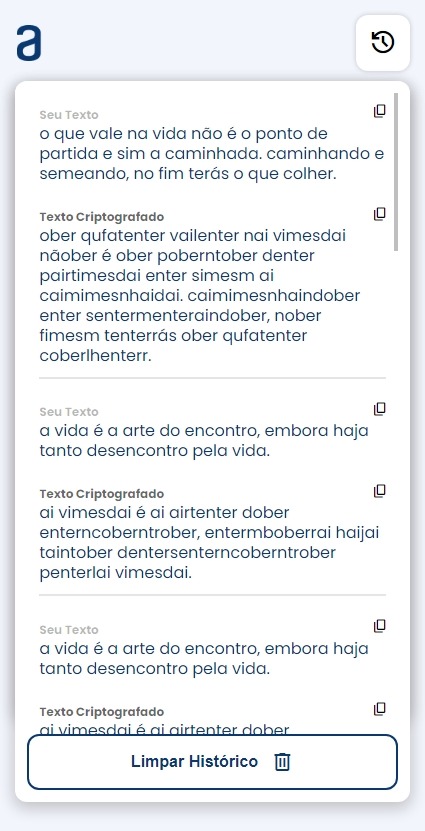 a
Seu Texto
o que vale na vida não é o ponto de
partida e sim a caminhada. caminhando e
semeando, no fim terás o que colher.
Texto Criptografado
ober qufatenter vailenter nai vimesdai
nãober é ober poberntober denter
pairtimesdai enter simesm ai
caimimesnhaidai. caimimesnhaindober
enter sentermenteraindober, nober
fimesm tenterrás ober qufatenter
coberlhenterr.
Seu Texto
a vida é a arte do encontro, embora haja
tanto desencontro pela vida.
Texto Criptografado
ai vimesdai é ai airtenter dober
enterncoberntrober, entermboberrai haijai
taintober dentersenterncoberntrober
penterlai vimesdai.
Seu Texto
a vida é a arte do encontro, embora haja
tanto desencontro pela vida.
Texto Criptografado
ai vimesdai é ai airtenter dober
Limpar Histórico